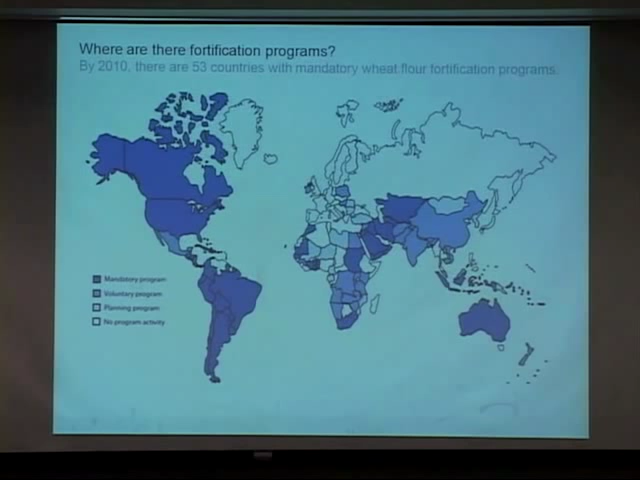 Where are there fortification programs?
By 2010, there are 53 countries with mandatory wheat flour fortification programs.
Mandatory program
Voluntary program
Planning program
No program activity